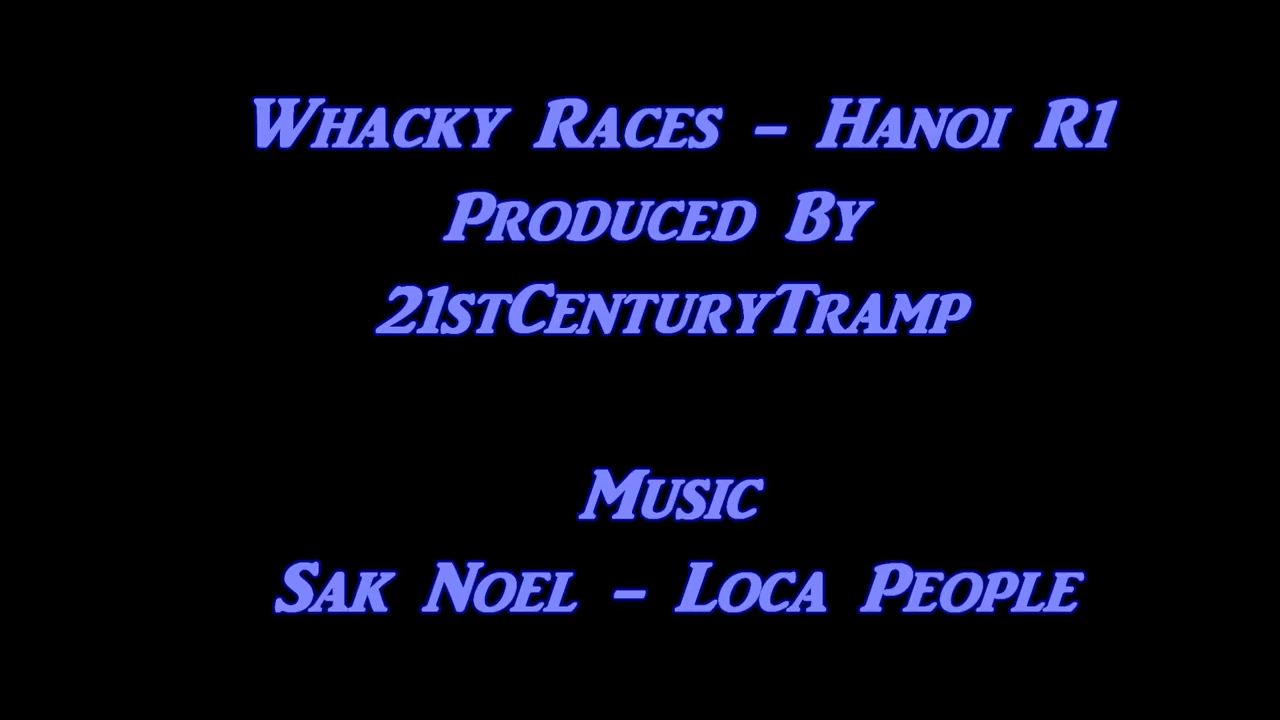 Whacky Races - Hanoi R1
Produced By
21stCenturyTramp
Music
Sak Noel - Loca People